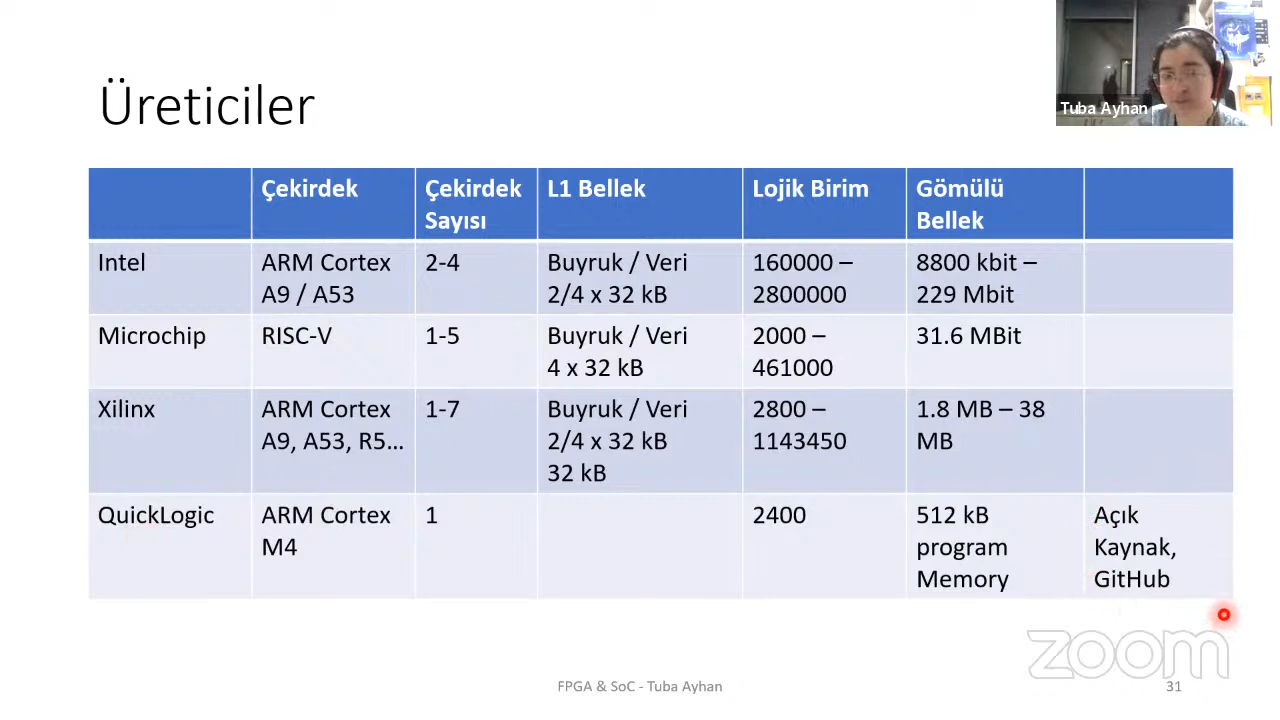 Üreticiler
Tuba Ayhan
Çekirdek
Çekirdek
Sayısı
L1 Bellek
Lojik Birim
Gömülü
Bellek
Intel
ARM Cortex
A9 / A53
2-4
Buyruk / Veri
2/4 x 32 kB
160000 –
2800000
8800 kbit –
229 Mbit
Microchip
RISC-V
1-5
Buyruk / Veri
4 x 32 kB
2000 –
461000
31.6 MBit
Xilinx
ARM Cortex
A9, A53, R5...
1-7
Buyruk / Veri
2/4 x 32 kB
32 kB
2800 –
1143450
1.8 MB – 38
MB
QuickLogic
ARM Cortex
M4
1
2400
512 kB
program
Memory
Açık
Kaynak,
GitHub
zoom
FPGA & SoC - Tuba Ayhan
31